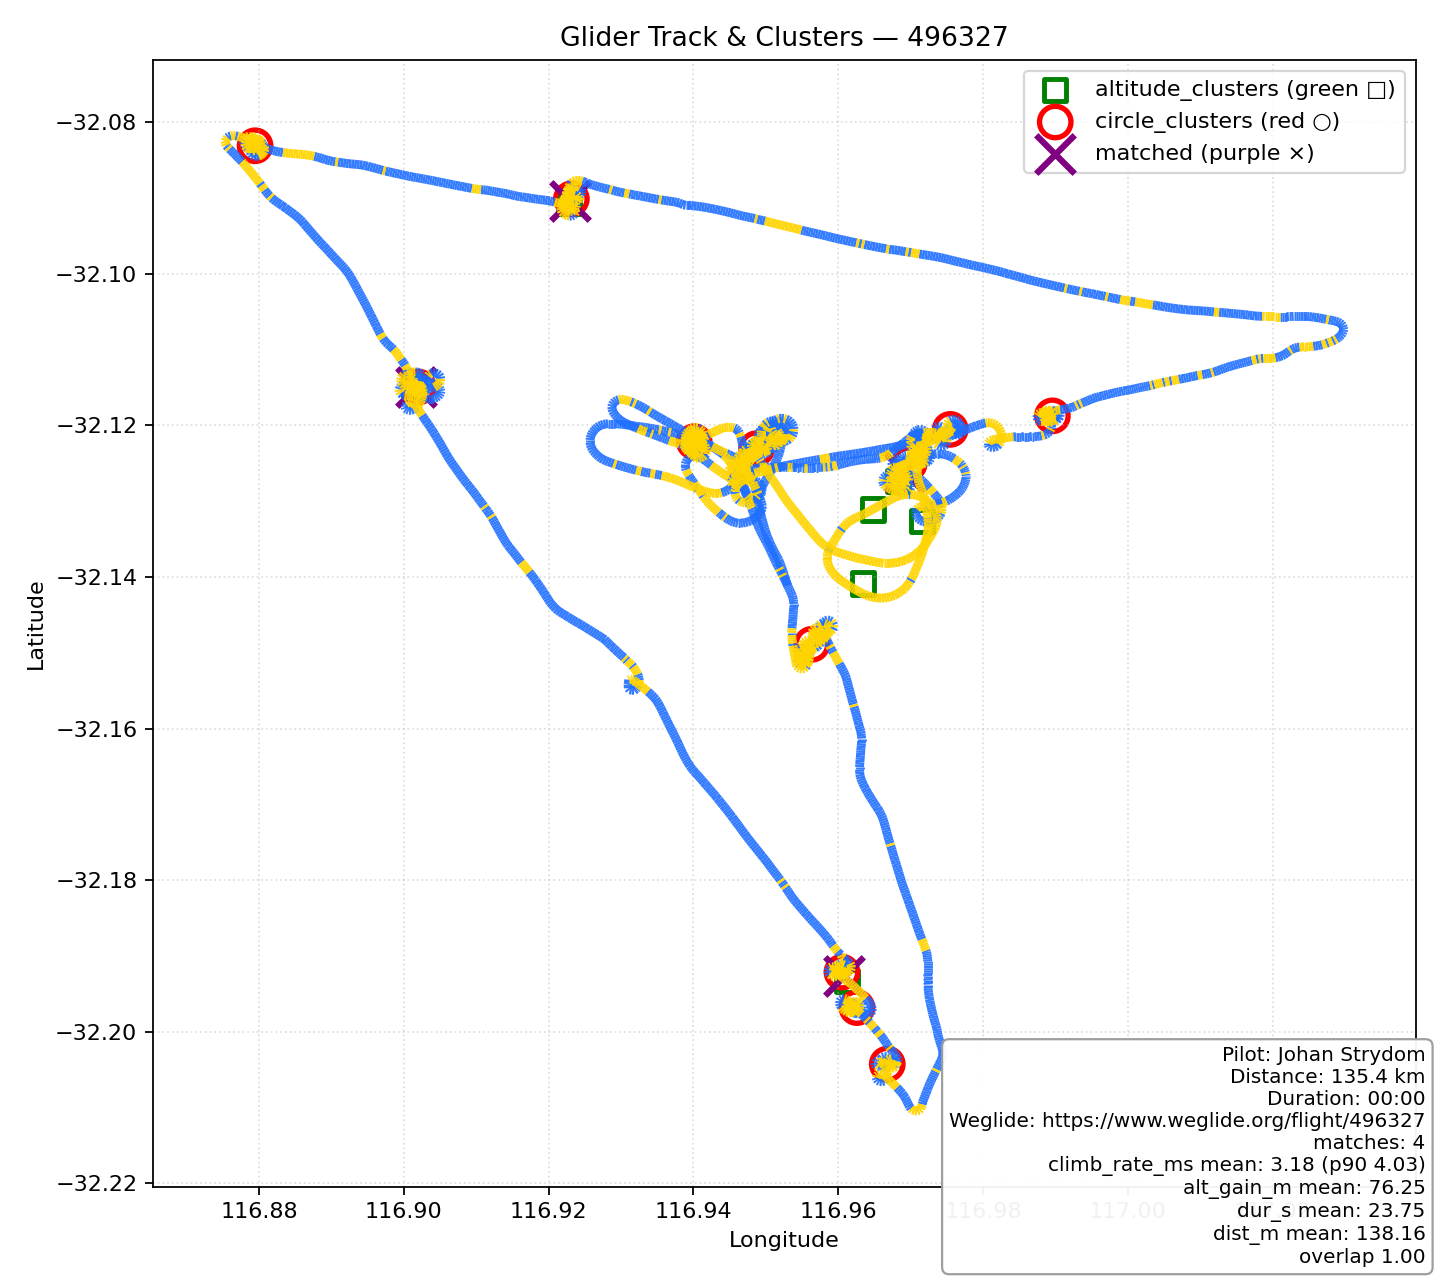 Glider Track & Clusters — 496327
altitude_clusters (green □)
circle_clusters (red ○)
matched (purple ×)
−32.08
−32.10
−32.12
−32.14
−32.16
−32.18
−32.20
−32.22
Latitude
116.88
116.90
116.92
116.94
116.96
116.98
117.00
Longitude
Pilot: Johan Strydom
Distance: 135.4 km
Duration: 00:00
Weglide: https://www.weglide.org/flight/496327
matches: 4
climb_rate_ms mean: 3.18 (p90 4.03)
alt_gain_m mean: 76.25
dur_s mean: 23.75
dist_m mean: 138.16
overlap 1.00